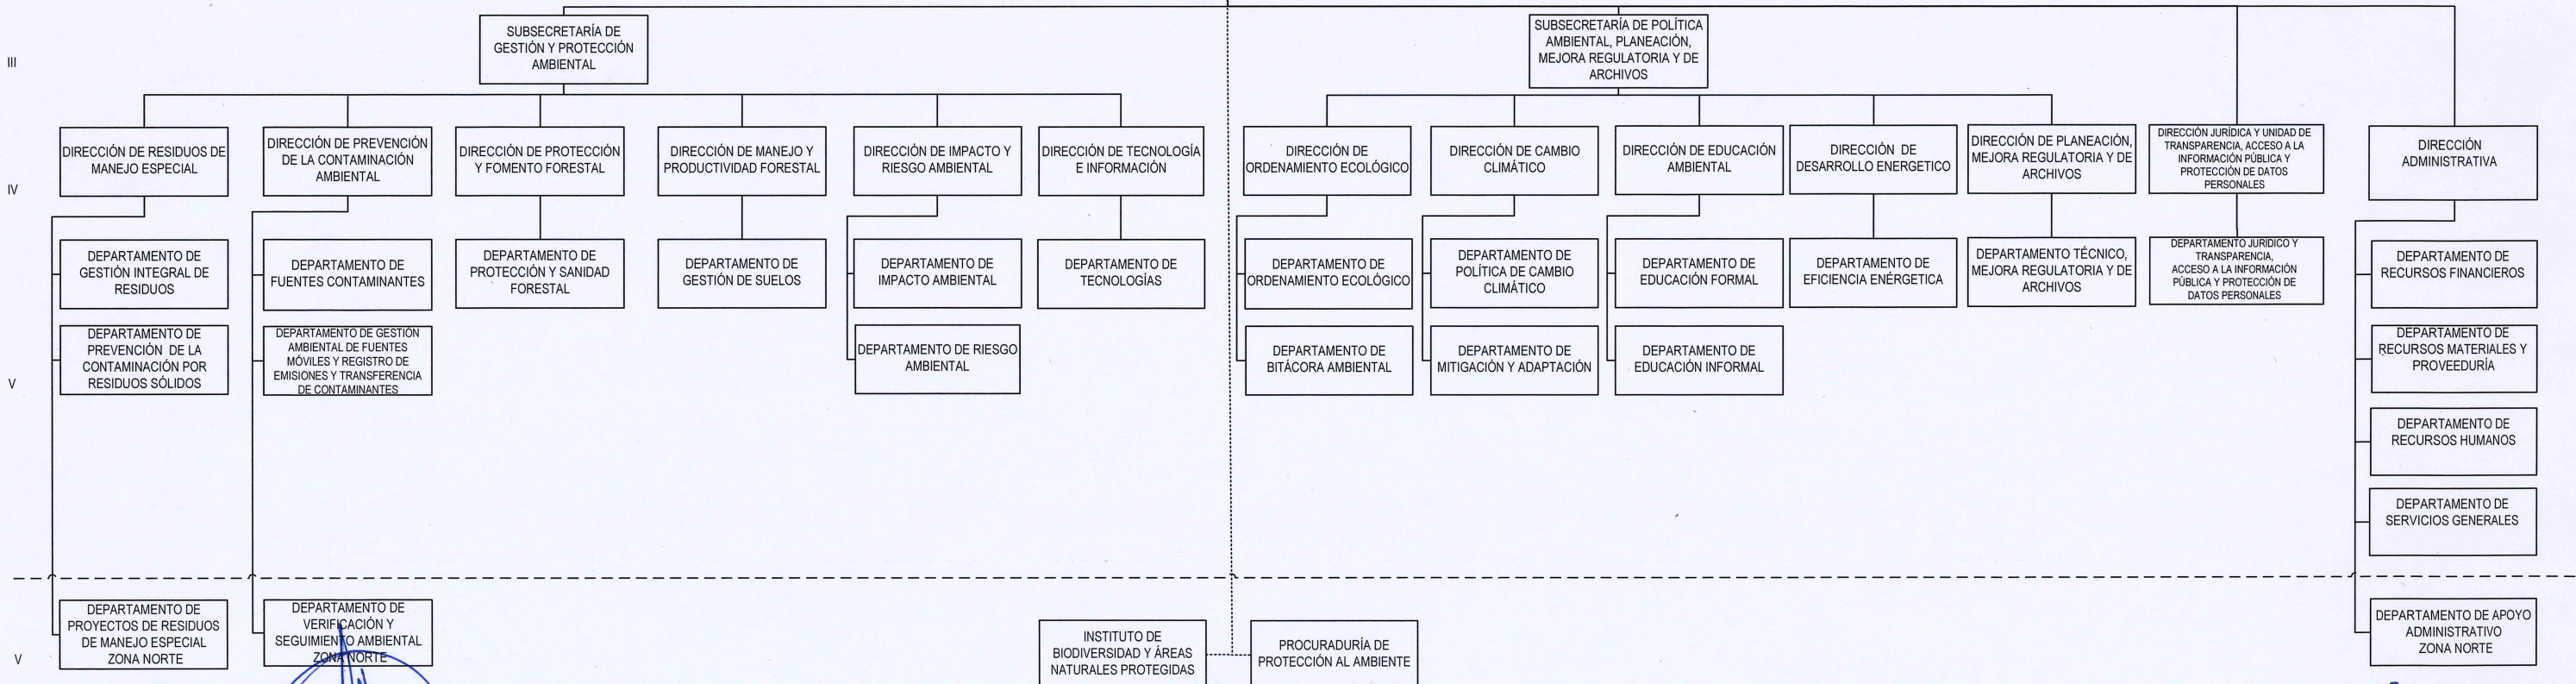 SUBSECRETARÍA DE
GESTIÓN Y PROTECCIÓN
AMBIENTAL
SUBSECRETARÍA DE POLÍTICA
AMBIENTAL, PLANEACIÓN,
MEJORA REGULATORIA Y DE
ARCHIVOS
III
DIRECCIÓN DE RESIDUOS DE
MANEJO ESPECIAL
DIRECCIÓN DE PREVENCIÓN
DE LA CONTAMINACIÓN
AMBIENTAL
DIRECCIÓN DE PROTECCIÓN
Y FOMENTO FORESTAL
DIRECCIÓN DE MANEJO Y
PRODUCTIVIDAD FORESTAL
DIRECCIÓN DE IMPACTO Y
RIESGO AMBIENTAL
DIRECCIÓN DE TECNOLOGÍA
E INFORMACIÓN
DIRECCIÓN DE
ORDENAMIENTO ECOLÓGICO
DIRECCIÓN DE CAMBIO
CLIMÁTICO
DIRECCIÓN DE EDUCACIÓN
AMBIENTAL
DIRECCIÓN DE
DESARROLLO ENERGETICO
DIRECCIÓN DE PLANEACIÓN,
MEJORA REGULATORIA Y DE
ARCHIVOS
DIRECCIÓN JURÍDICA Y UNIDAD DE
TRANSPARENCIA, ACCESO A LA
INFORMACIÓN PÚBLICA Y
PROTECCIÓN DE DATOS
PERSONALES
DIRECCIÓN
ADMINISTRATIVA
IV
DEPARTAMENTO DE
GESTIÓN INTEGRAL DE
RESIDUOS
DEPARTAMENTO DE
FUENTES CONTAMINANTES
DEPARTAMENTO DE
PROTECCIÓN Y SANIDAD
FORESTAL
DEPARTAMENTO DE
GESTIÓN DE SUELOS
DEPARTAMENTO DE
IMPACTO AMBIENTAL
DEPARTAMENTO DE
TECNOLOGÍAS
DEPARTAMENTO DE
ORDENAMIENTO ECOLÓGICO
DEPARTAMENTO DE
POLÍTICA DE CAMBIO
CLIMÁTICO
DEPARTAMENTO DE
EDUCACIÓN FORMAL
DEPARTAMENTO DE
EFICIENCIA ENÉRGETICA
DEPARTAMENTO TÉCNICO,
MEJORA REGULATORIA Y DE
ARCHIVOS
DEPARTAMENTO JURÍDICO Y
TRANSPARENCIA,
ACCESO A LA INFORMACIÓN
PÚBLICA Y PROTECCIÓN DE
DATOS PERSONALES
DEPARTAMENTO DE
RECURSOS FINANCIEROS
DEPARTAMENTO DE
PREVENCIÓN DE LA
CONTAMINACIÓN POR
RESIDUOS SÓLIDOS
DEPARTAMENTO DE GESTIÓN
AMBIENTAL DE FUENTES
MÓVILES Y REGISTRO DE
EMISIONES Y TRANSFERENCIA
DE CONTAMINANTES
DEPARTAMENTO DE RIESGO
AMBIENTAL
DEPARTAMENTO DE
BITÁCORA AMBIENTAL
DEPARTAMENTO DE
MITIGACIÓN Y ADAPTACIÓN
DEPARTAMENTO DE
EDUCACIÓN INFORMAL
DEPARTAMENTO DE
RECURSOS MATERIALES Y
PROVEEDURÍA
V
DEPARTAMENTO DE
RECURSOS HUMANOS
DEPARTAMENTO DE
SERVICIOS GENERALES
DEPARTAMENTO DE
PROYECTOS DE RESIDUOS
DE MANEJO ESPECIAL
ZONA NORTE
DEPARTAMENTO DE
VERIFICACIÓN Y
SEGUIMIENTO AMBIENTAL
ZONA NORTE
INSTITUTO DE
BIODIVERSIDAD Y ÁREAS
NATURALES PROTEGIDAS
PROCURADURÍA DE
PROTECCIÓN AL AMBIENTE
DEPARTAMENTO DE APOYO
ADMINISTRATIVO
ZONA NORTE
V